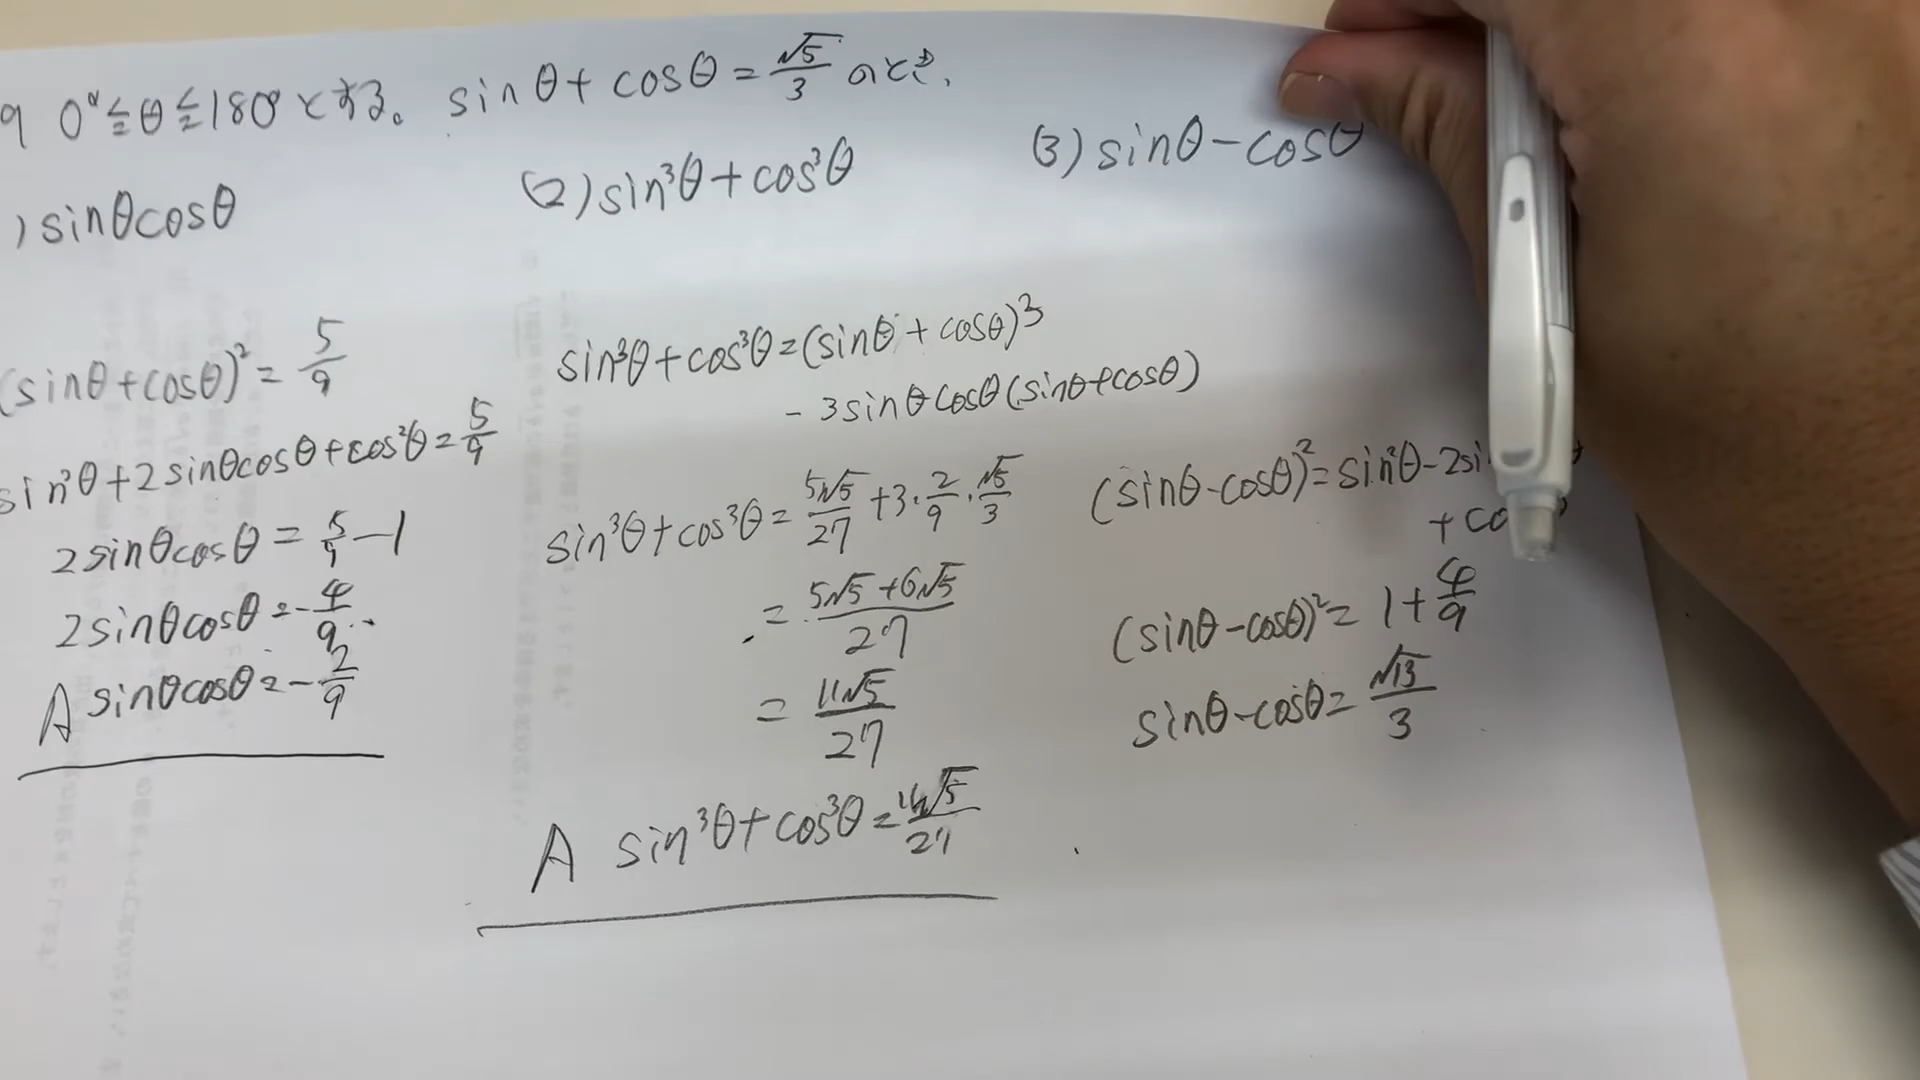 9 0°≦θ≦180°とする。 sinθ+cosθ=√5/3 のとき、
)sinθcosθ
(2)sin³θ+cos³θ
(3)sinθ-cosθ
(sinθ+cosθ)²=5/9
sin²θ+2sinθcosθ+cos²θ=5/9
2sinθcosθ=5/9-1
2sinθcosθ=-4/9
A sinθcosθ=-2/9
sin³θ+cos³θ=(sinθ+cosθ)³
-3sinθcosθ(sinθ+cosθ)
sin³θ+cos³θ=5√5/27+3·2/9·√5/3
=5√5+6√5/27
=11√5/27
A sin³θ+cos³θ=11√5/27
(sinθ-cosθ)²=sin²θ-2si
+co
(sinθ-cosθ)²=1+4/9
sinθ-cosθ=√13/3